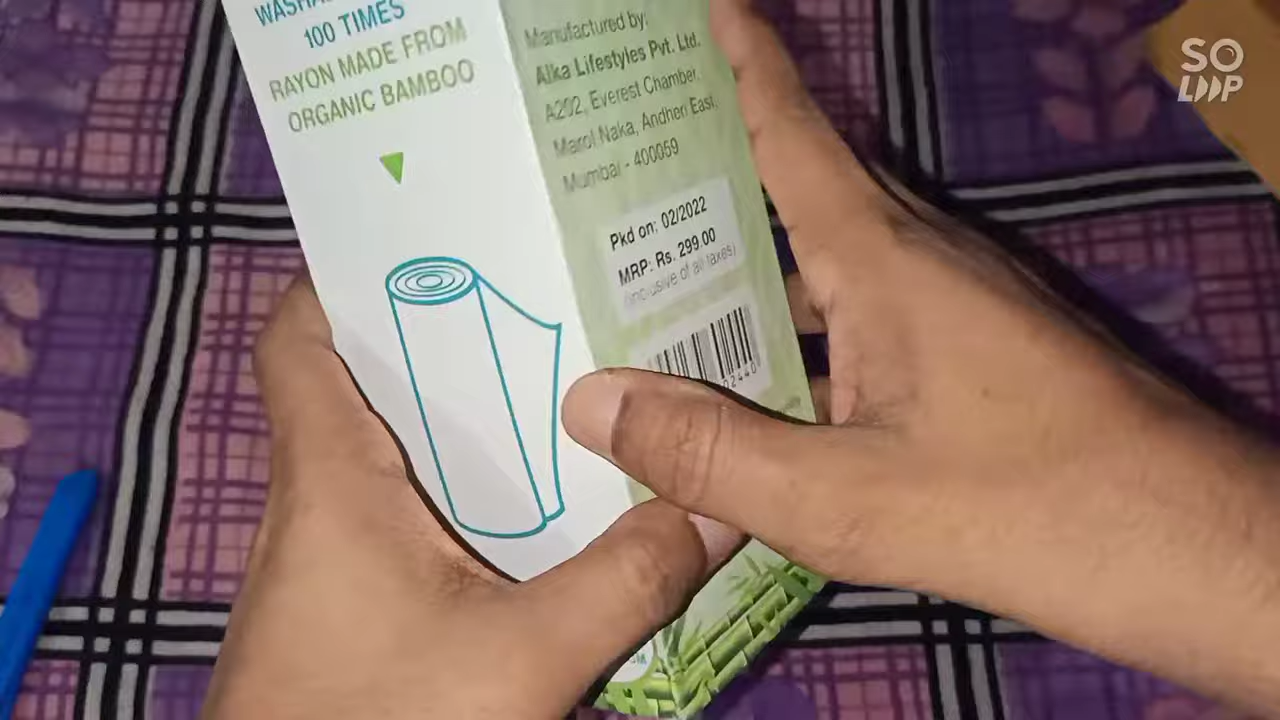 100 TIMES
RAYON MADE FROM
ORGANIC BAMBOO
Manufactured by:
Alka Lifestyles Pvt. Ltd.
A202, Everest Chamber,
Marol Naka, Andheri East,
Mumbai - 400059
Pkd on: 02/2022
MRP: Rs. 299.00
(inclusive of all taxes)
02440
SO
LOOP